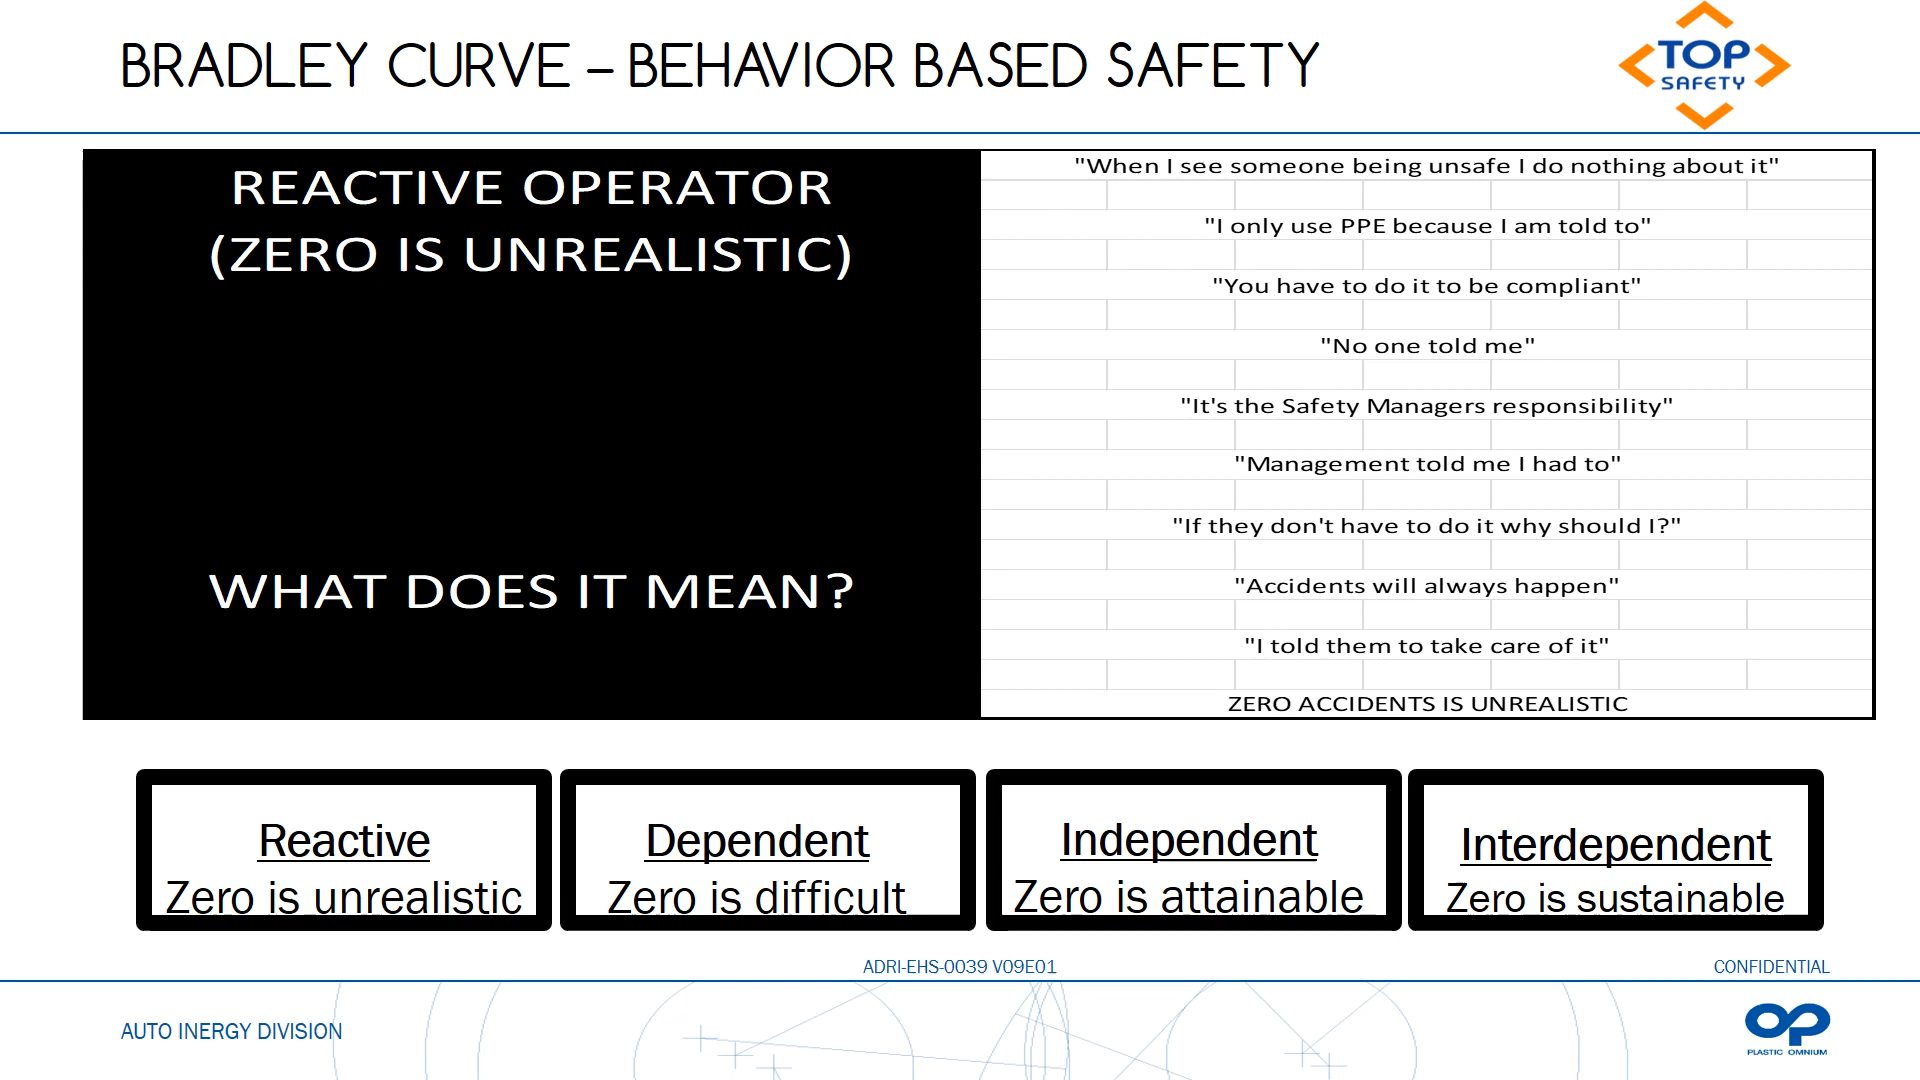 BRADLEY CURVE – BEHAVIOR BASED SAFETY
TOP
SAFETY
REACTIVE OPERATOR
(ZERO IS UNREALISTIC)
WHAT DOES IT MEAN?
"When I see someone being unsafe I do nothing about it"
"I only use PPE because I am told to"
"You have to do it to be compliant"
"No one told me"
"It's the Safety Managers responsibility"
"Management told me I had to"
"If they don't have to do it why should I?"
"Accidents will always happen"
"I told them to take care of it"
ZERO ACCIDENTS IS UNREALISTIC
Reactive
Zero is unrealistic
Dependent
Zero is difficult
Independent
Zero is attainable
Interdependent
Zero is sustainable
ADRI-EHS-0039 V09E01
CONFIDENTIAL
AUTO INERGY DIVISION
PLASTIC OMNIUM